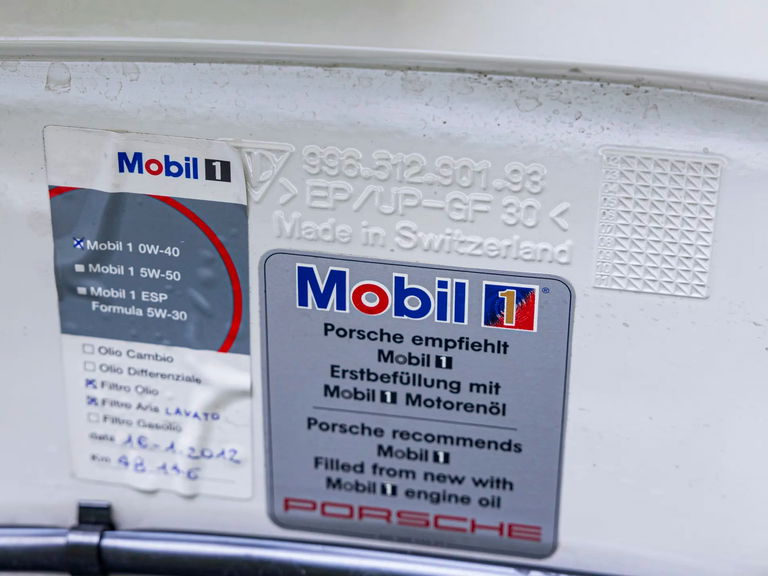 Mobil 1
Mobil 1 0W-40
Mobil 1 5W-50
Mobil 1 ESP
Formula 5W-30
Olio Cambio
Olio Differenziale
Filtro Olio
Filtro Aria LAVATO
Filtro Gasolio
Data 16-1.2012
Km
996.512.901.93
> EP/UP-GF 30 <
Made in Switzerland
Mobil 1 ®
Porsche empfiehlt
Mobil 1
Erstbefüllung mit
Mobil 1 Motorenöl
Porsche recommends
Mobil 1
Filled from new with
Mobil 1 engine oil
PORSCHE